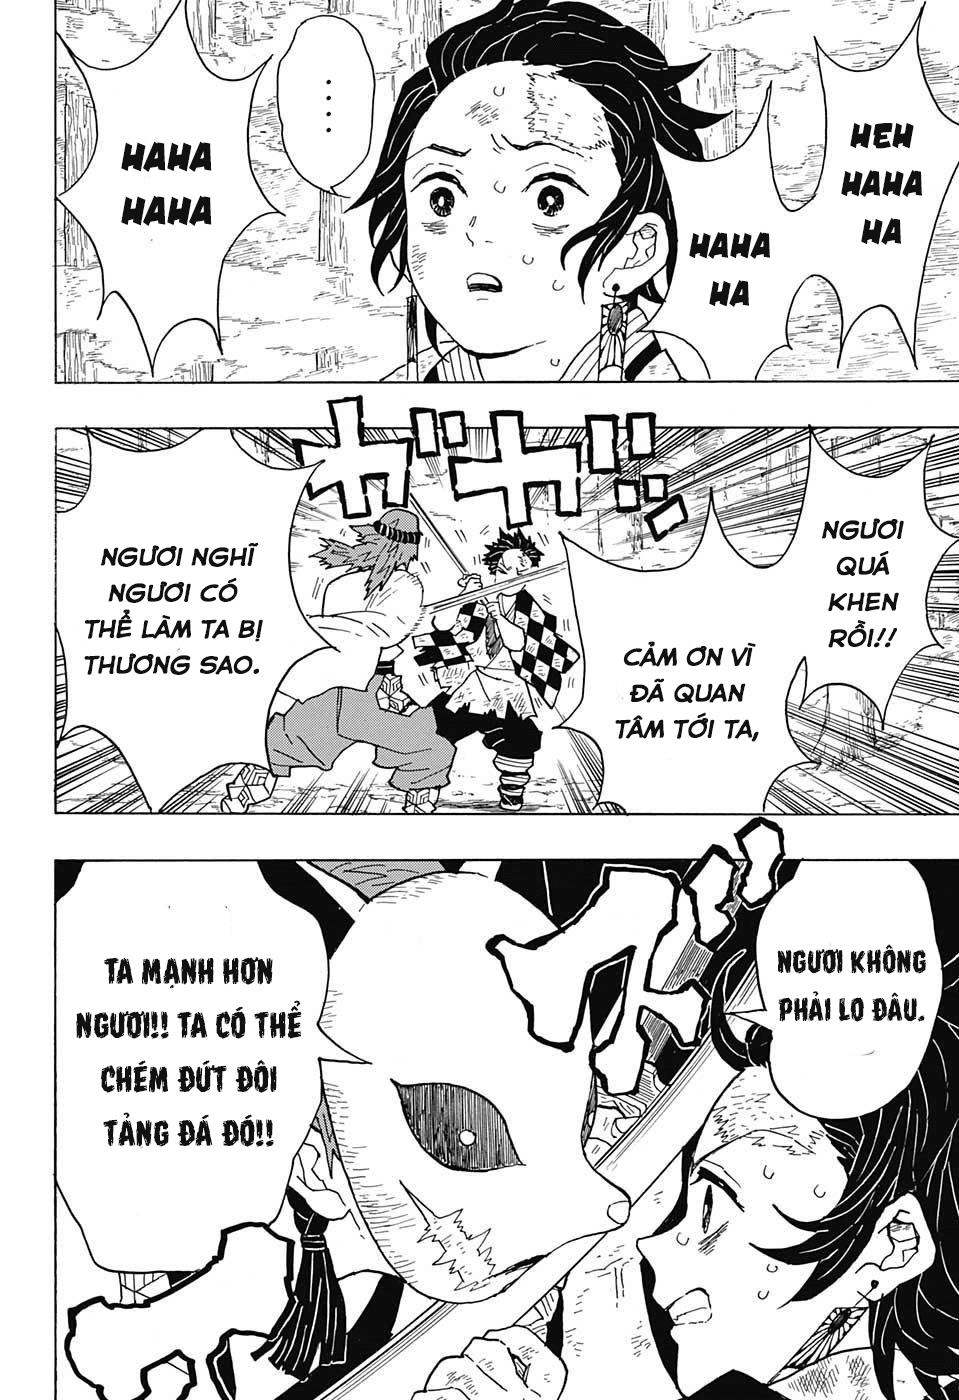 HEH
HAHA
HA
HAHA
HA
...
HAHA
HAHA
NGƯƠI
QUÁ
KHEN
RỒI!!
CẢM ƠN VÌ
ĐÃ QUAN
TÂM TỚI TA,
ガギッ
NGƯƠI NGHĨ
NGƯƠI CÓ
THỂ LÀM TA BỊ
THƯƠNG SAO.
NGƯƠI KHÔNG
PHẢI LO ĐÂU.
TA MẠNH HƠN
NGƯƠI!! TA CÓ THỂ
CHÉM ĐỨT ĐÔI
TẢNG ĐÁ ĐÓ!!